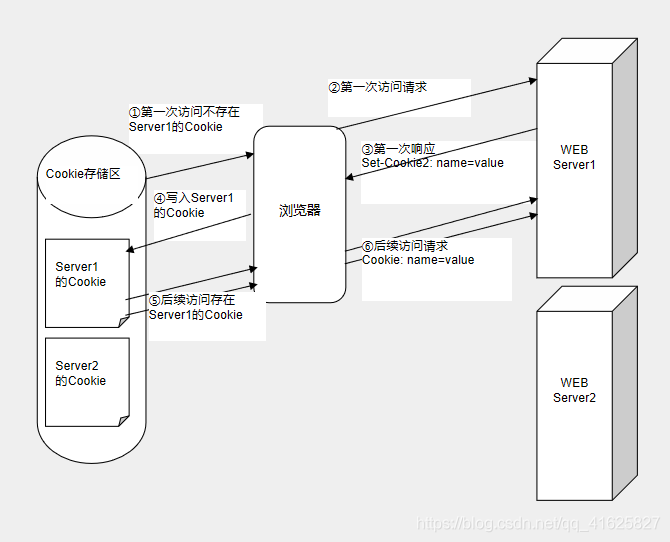 ②第一次访问请求
①第一次访问不存在
Server1的Cookie
③第一次响应
Set-Cookie2: name=value
WEB
Server1
Cookie存储区
④写入Server1
的Cookie
浏览器
⑥后续访问请求
Cookie: name=value
Server1
的Cookie
⑤后续访问存在
Server1的Cookie
Server2
的Cookie
WEB
Server2
https://blog.csdn.net/qq_41625827